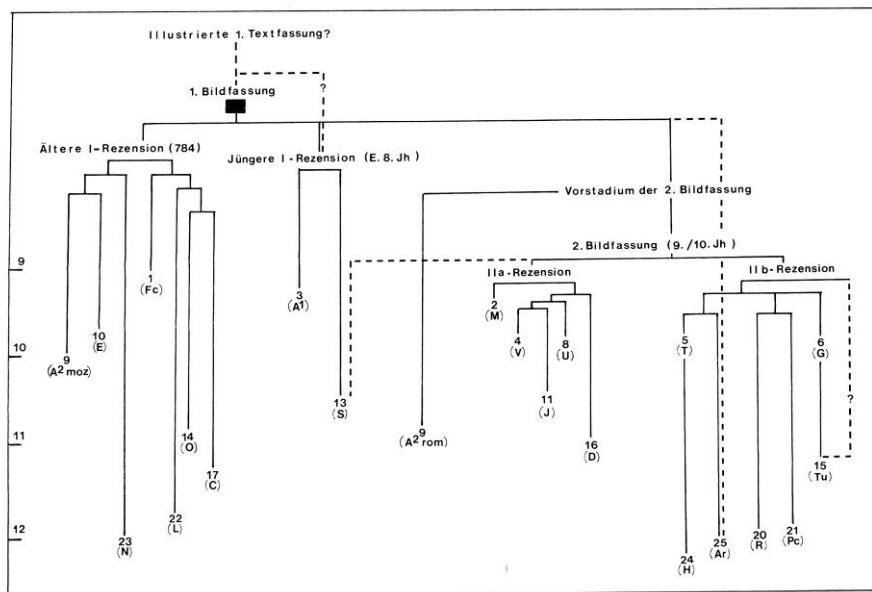 Illustrierte 1. Textfassung?
?
1. Bildfassung
Ältere I-Rezension (784)
Jüngere I-Rezension (E. 8. Jh)
Vorstadium der 2. Bildfassung
2. Bildfassung (9./10. Jh)
IIa-Rezension
IIb-Rezension
9
1
(Fc)
3
(A1)
2
(M)
4
(V)
8
(U)
5
(T)
6
(G)
10
(E)
10
9
(A2 moz)
11
(J)
13
(S)
?
9
(A2 rom)
14
(O)
11
16
(D)
15
(Tu)
17
(C)
22
(L)
12
23
(N)
20
(R)
21
(Pc)
25
(Ar)
24
(H)